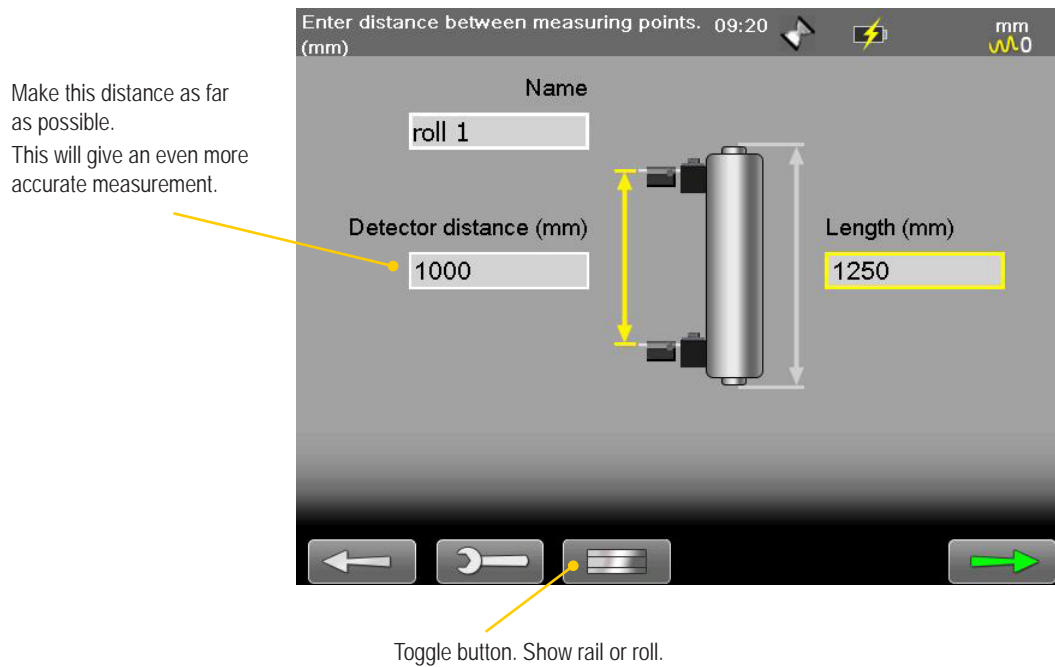 Enter distance between measuring points. 09:20
(mm)
mm
0
Make this distance as far
as possible.
This will give an even more
accurate measurement.
Name
roll 1
Detector distance (mm)
1000
Length (mm)
1250
Toggle button. Show rail or roll.